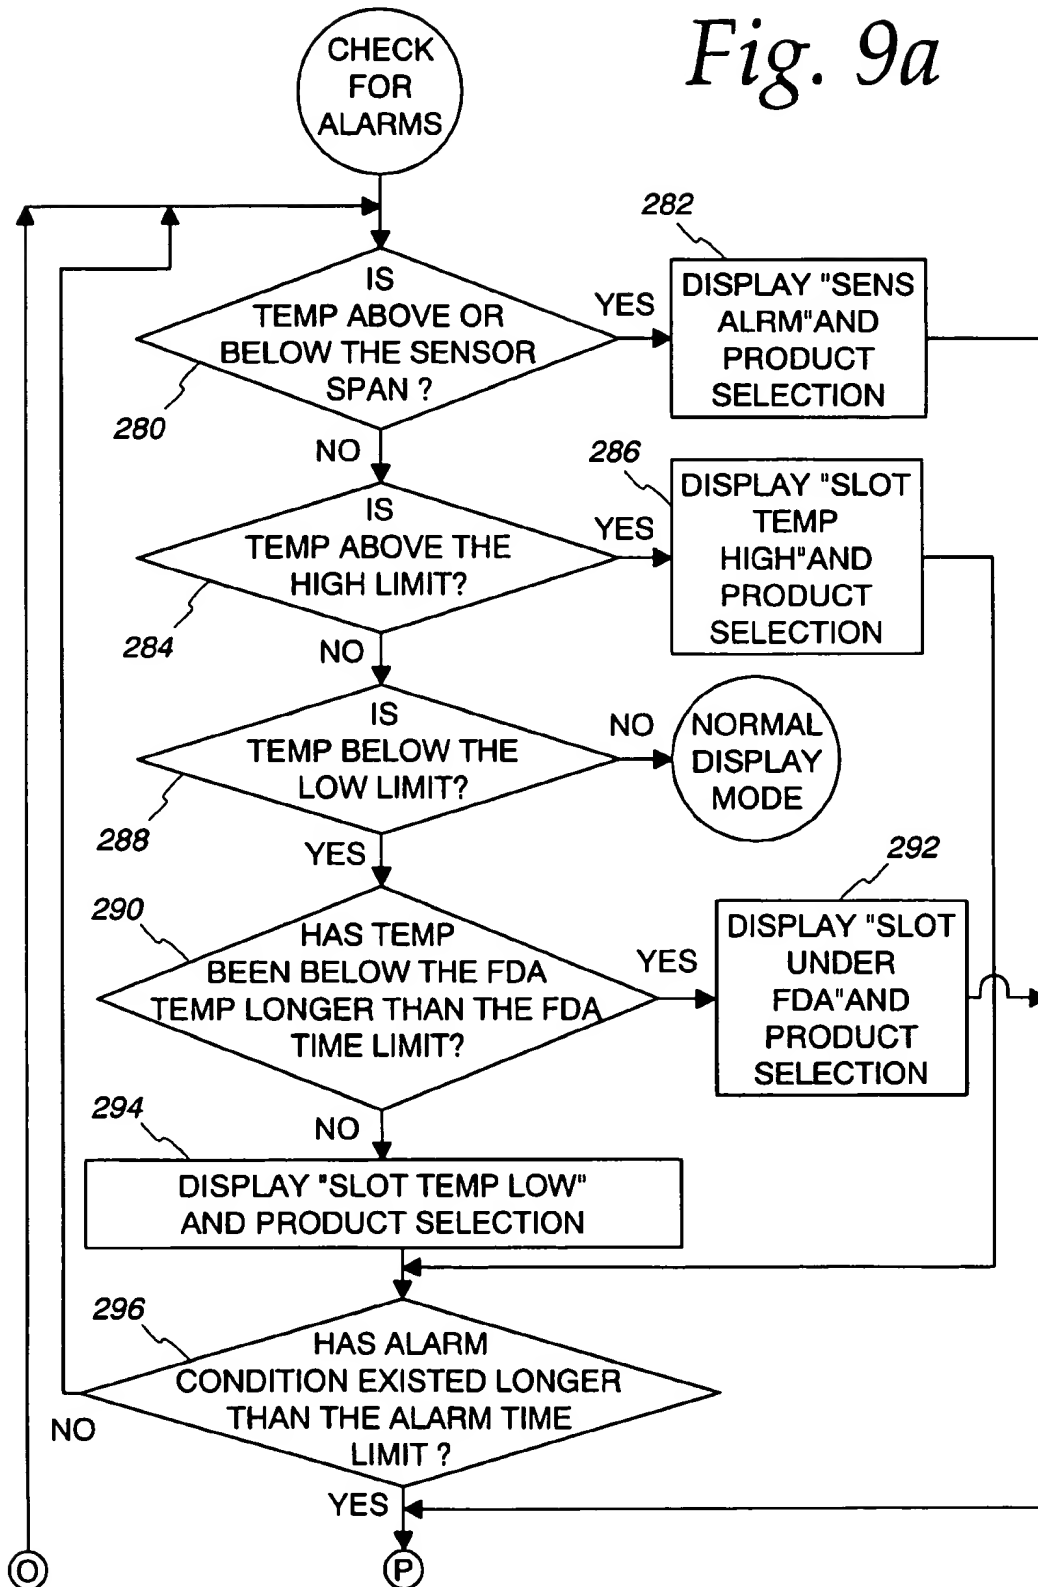 Fig. 9a
CHECK
FOR
ALARMS
282
IS
TEMP ABOVE OR
BELOW THE SENSOR
SPAN ?
YES
DISPLAY "SENS
ALRM"AND
PRODUCT
SELECTION
280
NO
286
IS
TEMP ABOVE THE
HIGH LIMIT?
YES
DISPLAY "SLOT
TEMP
HIGH"AND
PRODUCT
SELECTION
284
NO
IS
TEMP BELOW THE
LOW LIMIT?
NO
NORMAL
DISPLAY
MODE
288
YES
292
290
HAS TEMP
BEEN BELOW THE FDA
TEMP LONGER THAN THE FDA
TIME LIMIT?
YES
DISPLAY "SLOT
UNDER
FDA"AND
PRODUCT
SELECTION
294
NO
DISPLAY "SLOT TEMP LOW"
AND PRODUCT SELECTION
296
HAS ALARM
CONDITION EXISTED LONGER
THAN THE ALARM TIME
LIMIT ?
NO
YES
O
P